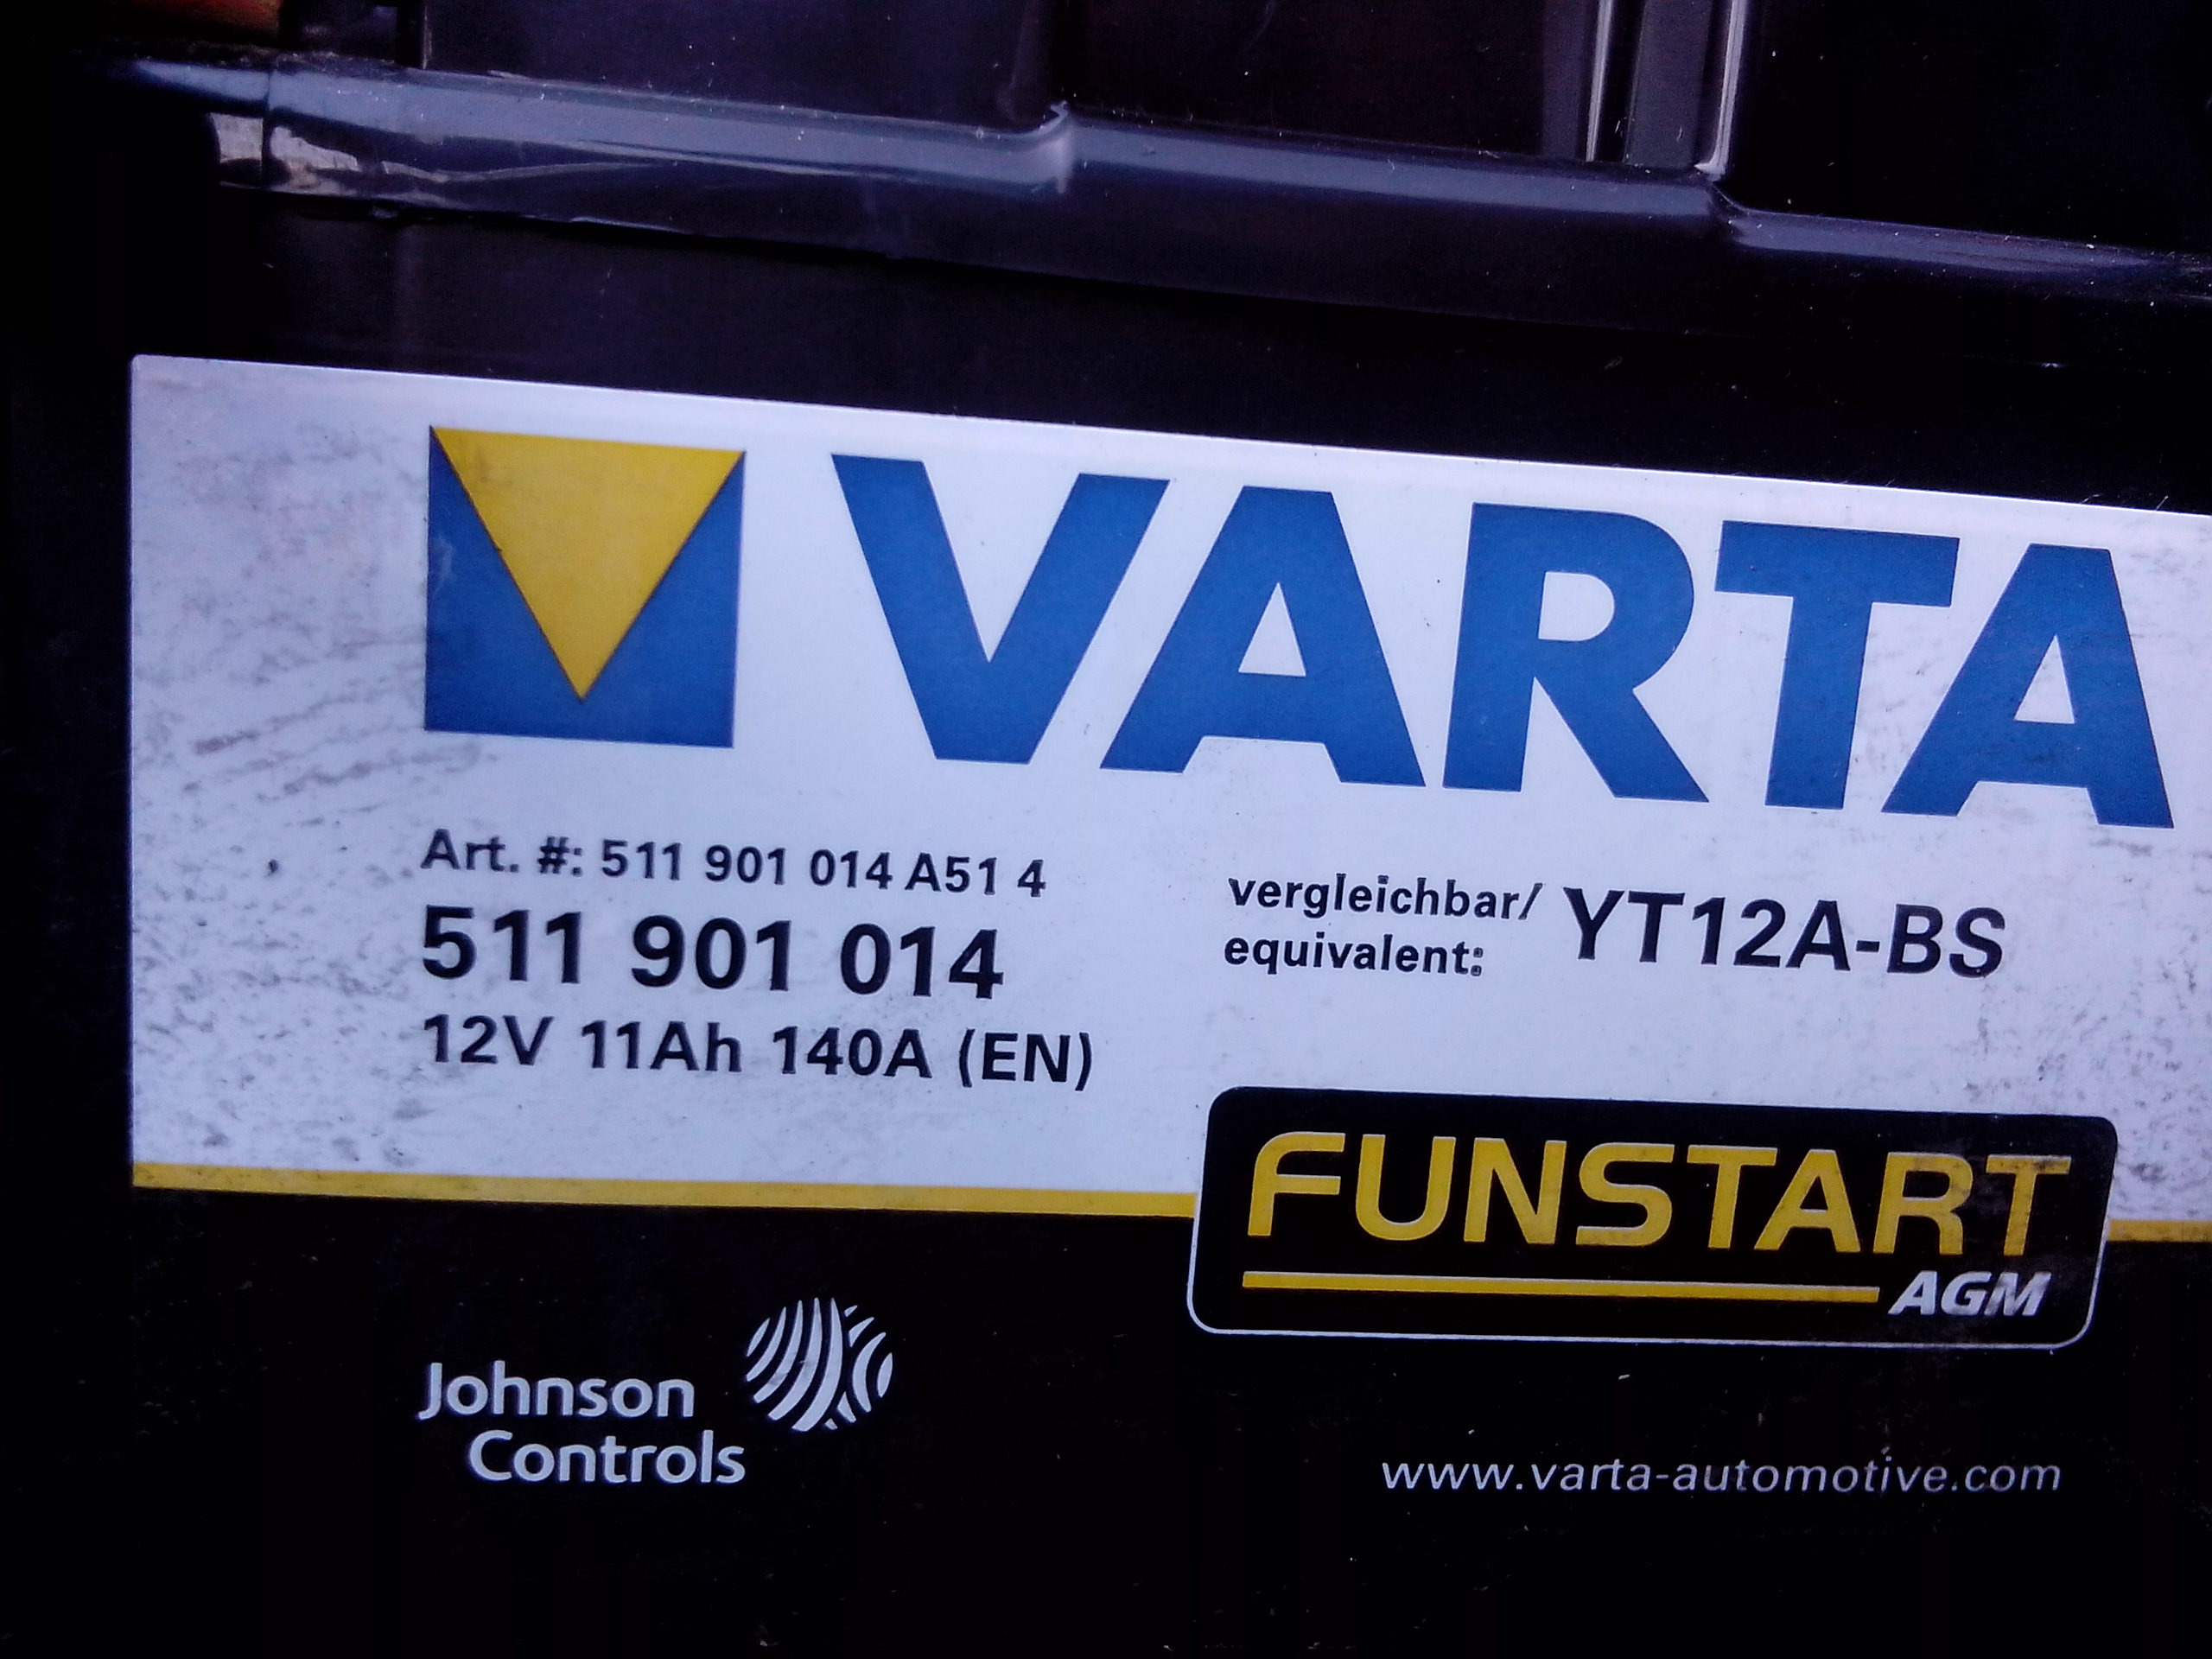 VARTA
Art. #: 511 901 014 A51 4
511 901 014
12V 11Ah 140A (EN)
vergleichbar/
equivalent: YT12A-BS
FUNSTART
AGM
Johnson
Controls
www.varta-automotive.com